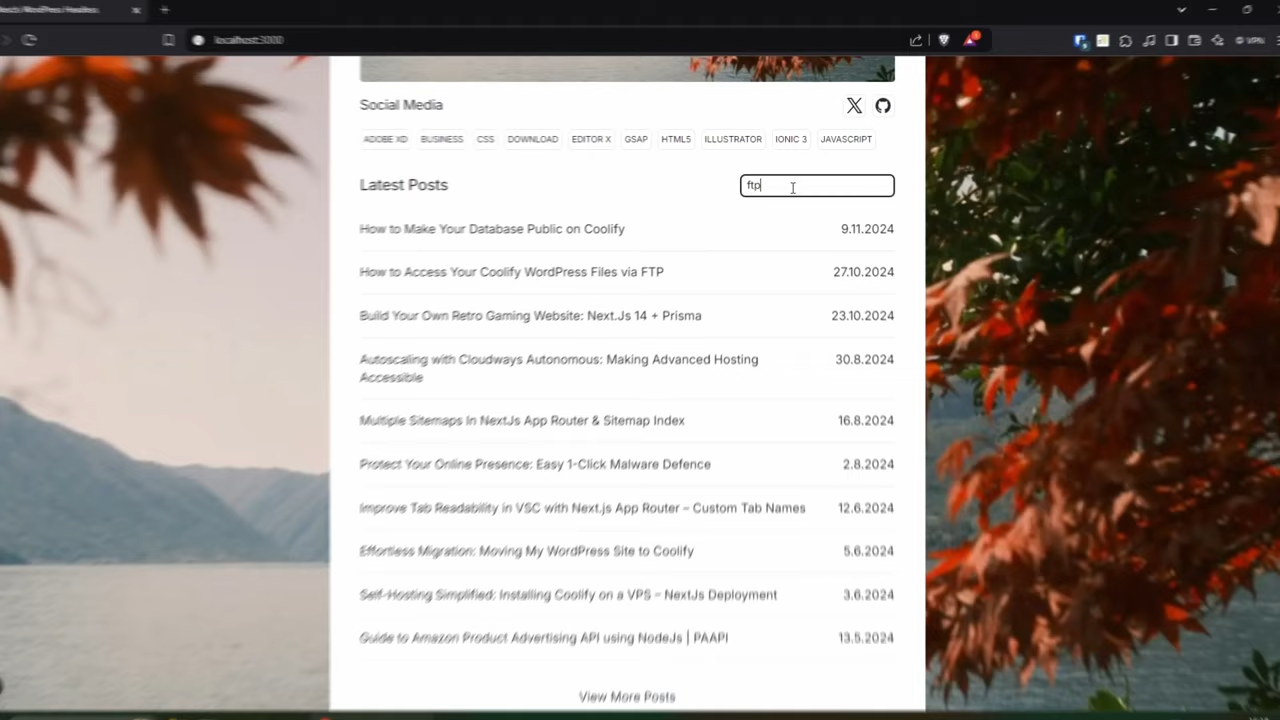 localhost:3000
VPN
Social Media
ADOBE XD BUSINESS CSS DOWNLOAD EDITOR X GSAP HTML5 ILLUSTRATOR IONIC 3 JAVASCRIPT
Latest Posts
ftp
How to Make Your Database Public on Coolify 9.11.2024
How to Access Your Coolify WordPress Files via FTP 27.10.2024
Build Your Own Retro Gaming Website: Next.Js 14 + Prisma 23.10.2024
Autoscaling with Cloudways Autonomous: Making Advanced Hosting 30.8.2024
Accessible
Multiple Sitemaps In NextJs App Router & Sitemap Index 16.8.2024
Protect Your Online Presence: Easy 1-Click Malware Defence 2.8.2024
Improve Tab Readability in VSC with Next.js App Router – Custom Tab Names 12.6.2024
Effortless Migration: Moving My WordPress Site to Coolify 5.6.2024
Self-Hosting Simplified: Installing Coolify on a VPS – NextJs Deployment 3.6.2024
Guide to Amazon Product Advertising API using NodeJs | PAAPI 13.5.2024
View More Posts